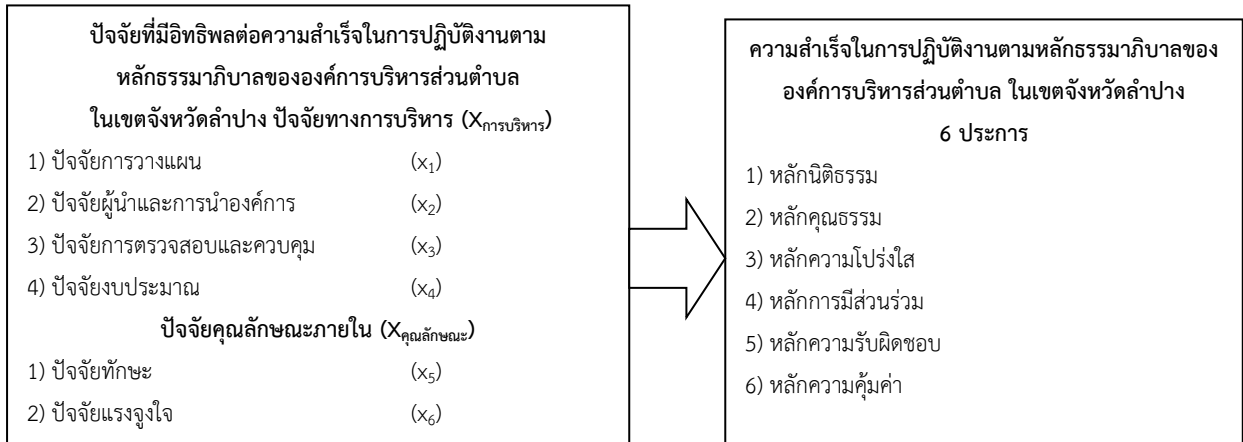 ปัจจัยที่มีอิทธิพลต่อความสำเร็จในการปฏิบัติงานตาม
หลักธรรมาภิบาลขององค์การบริหารส่วนตำบล
ในเขตจังหวัดลำปาง ปัจจัยทางการบริหาร (Xการบริหาร)
1) ปัจจัยการวางแผน (x1)
2) ปัจจัยผู้นำและการนำองค์การ (x2)
3) ปัจจัยการตรวจสอบและควบคุม (x3)
4) ปัจจัยงบประมาณ (x4)
ปัจจัยคุณลักษณะภายใน (Xคุณลักษณะ)
1) ปัจจัยทักษะ (x5)
2) ปัจจัยแรงจูงใจ (x6)
ความสำเร็จในการปฏิบัติงานตามหลักธรรมาภิบาลของ
องค์การบริหารส่วนตำบล ในเขตจังหวัดลำปาง
6 ประการ
1) หลักนิติธรรม
2) หลักคุณธรรม
3) หลักความโปร่งใส
4) หลักการมีส่วนร่วม
5) หลักความรับผิดชอบ
6) หลักความคุ้มค่า